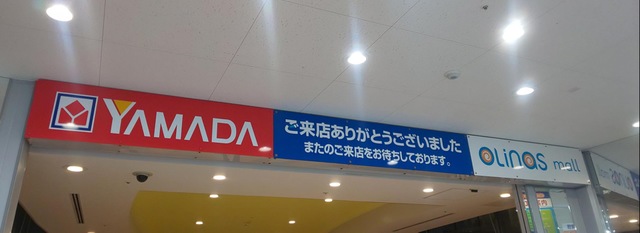 YAMADA
ご来店ありがとうございました
またのご来店をお待ちしております。
OLINAS mall